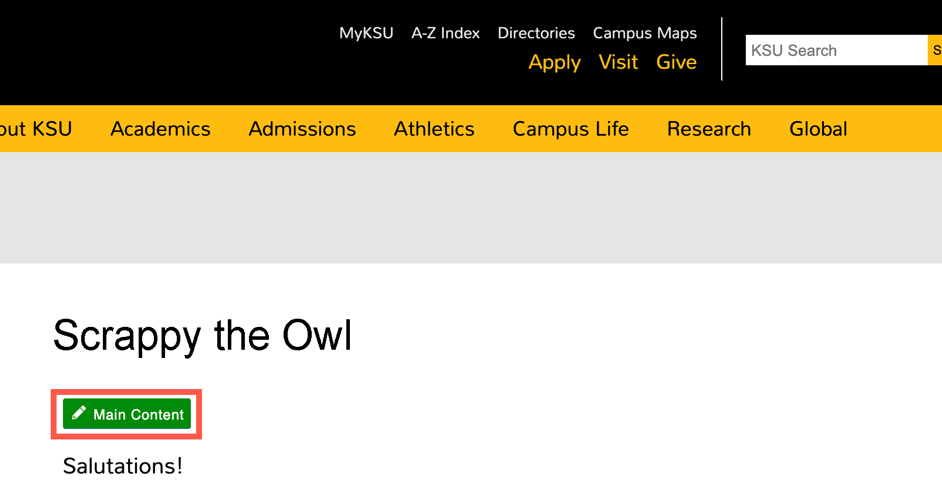 MyKSU A-Z Index Directories Campus Maps
Apply Visit Give
KSU Search
KSU Academics Admissions Athletics Campus Life Research Global
Scrappy the Owl
Main Content
Salutations!